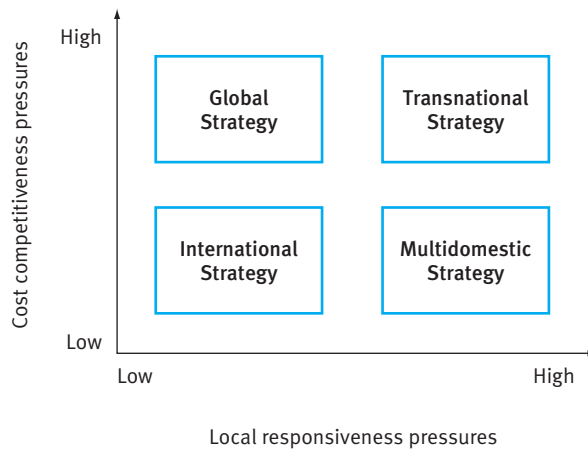 Cost competitiveness pressures
High
Global
Strategy
Transnational
Strategy
International
Strategy
Multidomestic
Strategy
Low
Low
High
Local responsiveness pressures